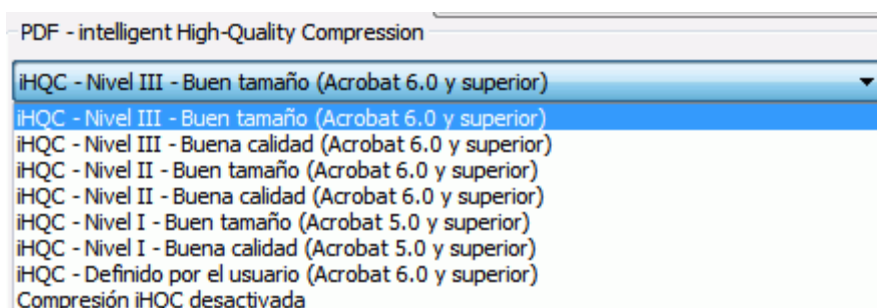 PDF - intelligent High-Quality Compression
iHQC - Nivel III - Buen tamaño (Acrobat 6.0 y superior)
iHQC - Nivel III - Buen tamaño (Acrobat 6.0 y superior)
iHQC - Nivel III - Buena calidad (Acrobat 6.0 y superior)
iHQC - Nivel II - Buen tamaño (Acrobat 6.0 y superior)
iHQC - Nivel II - Buena calidad (Acrobat 6.0 y superior)
iHQC - Nivel I - Buen tamaño (Acrobat 5.0 y superior)
iHQC - Nivel I - Buena calidad (Acrobat 5.0 y superior)
iHQC - Definido por el usuario (Acrobat 6.0 y superior)
Compresión iHQC desactivada